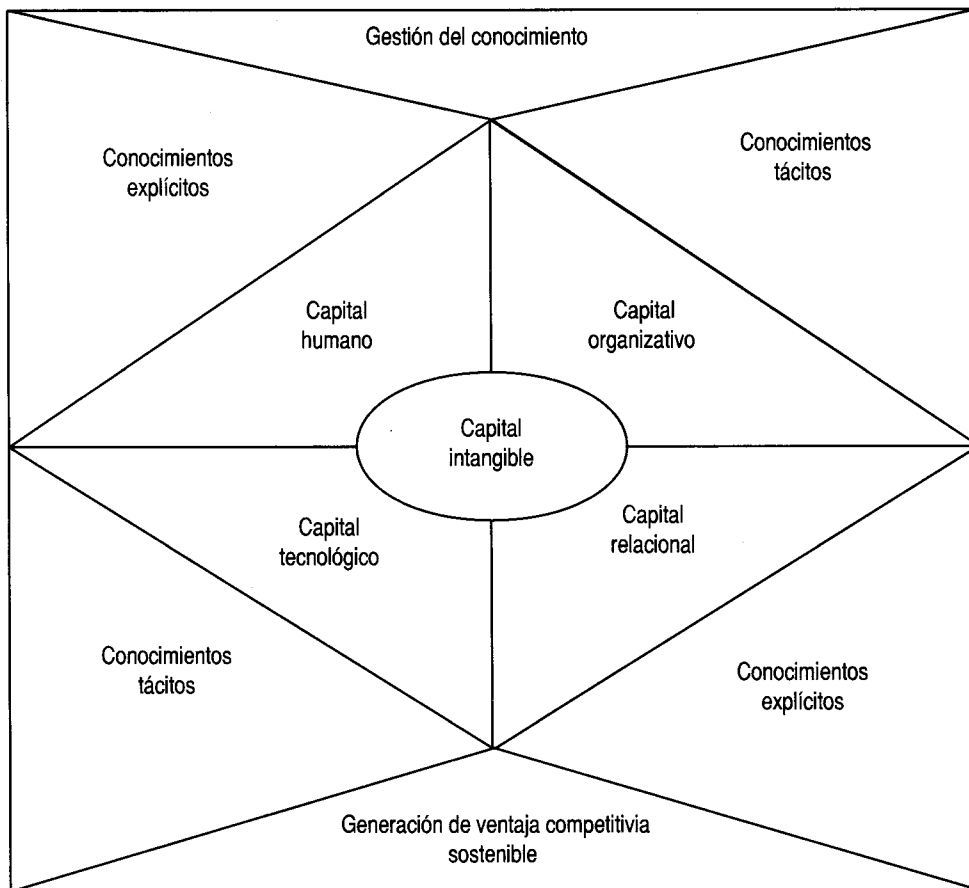 Gestión del conocimiento
Conocimientos
explícitos
Conocimientos
tácitos
Capital
humano
Capital
organizativo
Capital
intangible
Capital
tecnológico
Capital
relacional
Conocimientos
tácitos
Conocimientos
explícitos
Generación de ventaja competitivia
sostenible